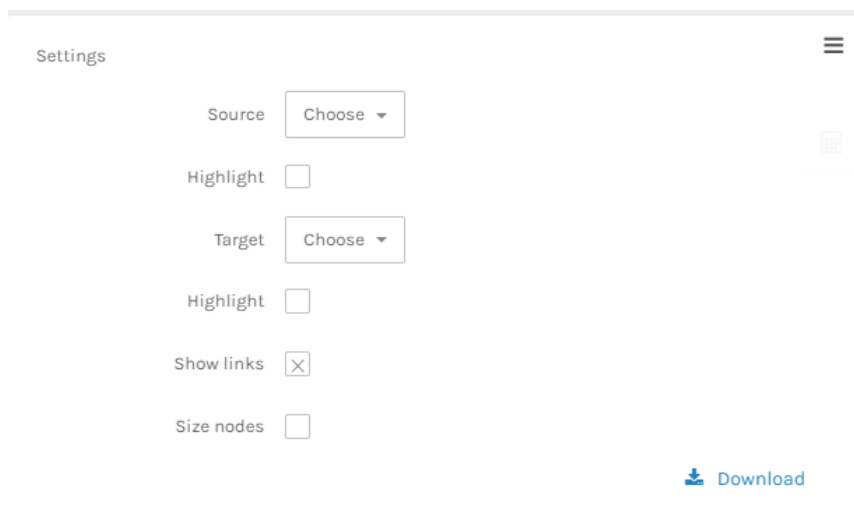 Settings
Source Choose
Highlight
Target Choose
Highlight
Show links
Size nodes
Download